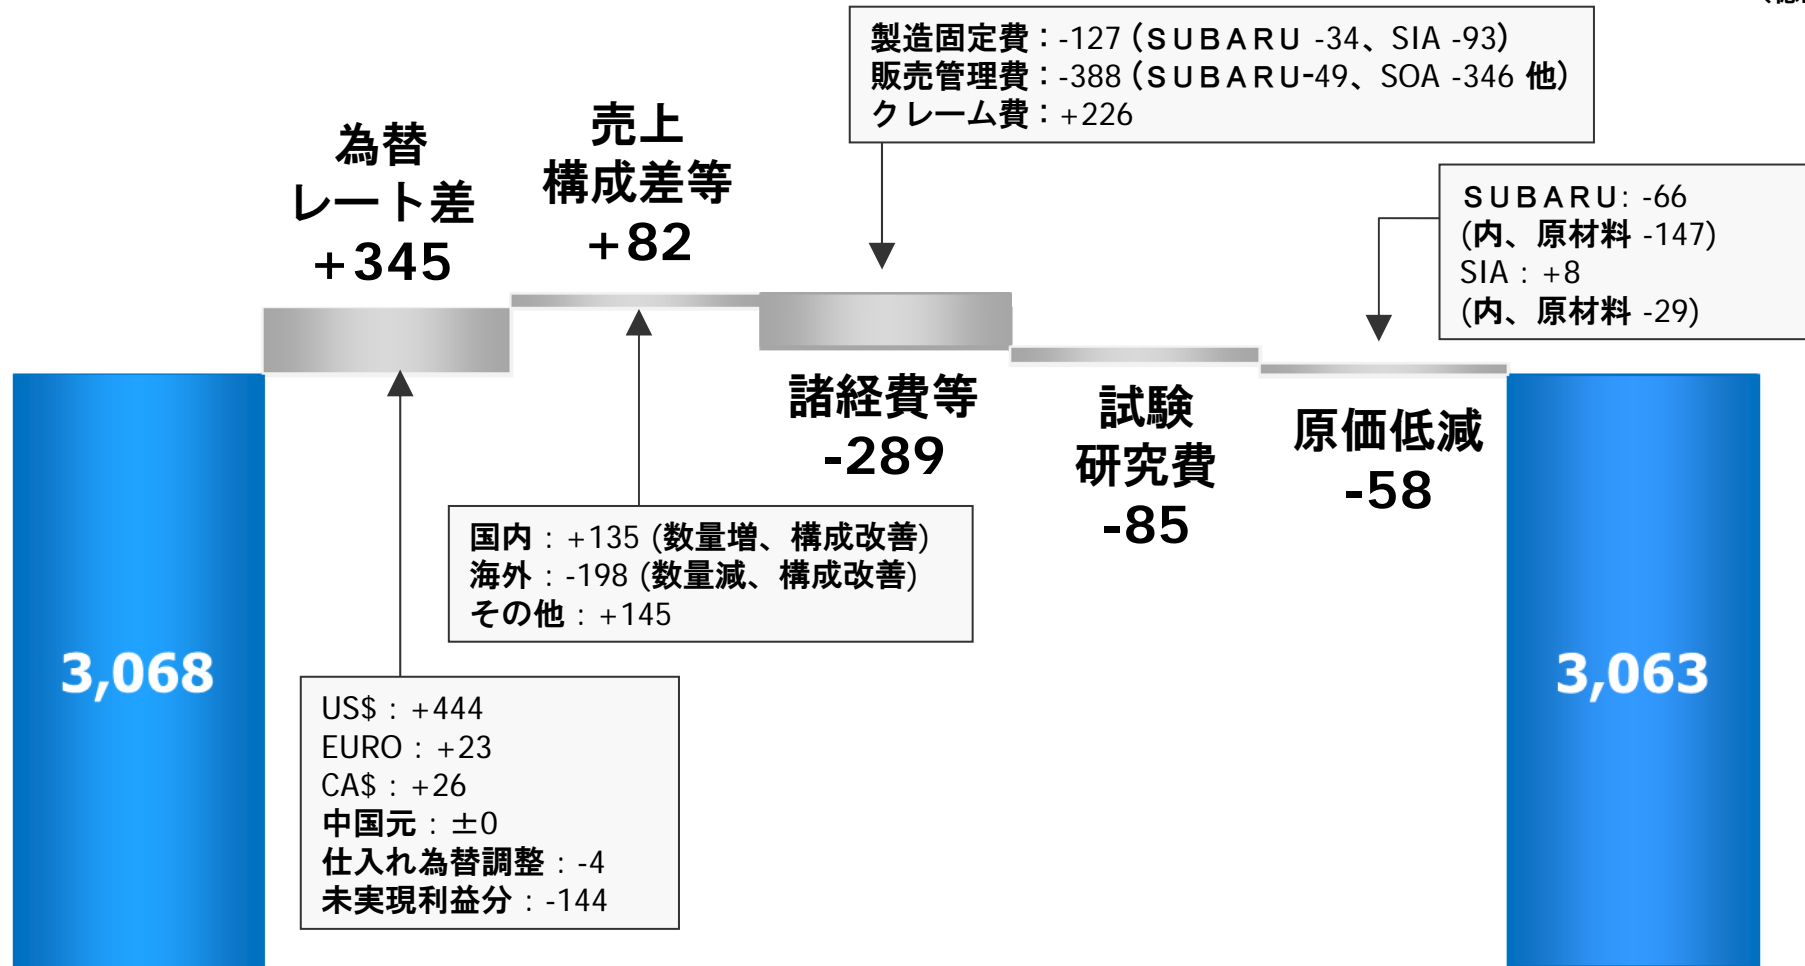 製造固定費：-127 (ＳＵＢＡＲＵ -34、SIA -93)
販売管理費：-388 (ＳＵＢＡＲＵ-49、SOA -346 他)
クレーム費：+226
為替
レート差
+345
売上
構成差等
+82
ＳＵＢＡＲＵ: -66
(内、原材料 -147)
SIA : +8
(内、原材料 -29)
諸経費等
-289
試験
研究費
-85
原価低減
-58
国内 : +135 (数量増、構成改善)
海外 : -198 (数量減、構成改善)
その他 : +145
3,068
3,063
US$ : +444
EURO : +23
CA$ : +26
中国元 : ±0
仕入れ為替調整 : -4
未実現利益分 : -144